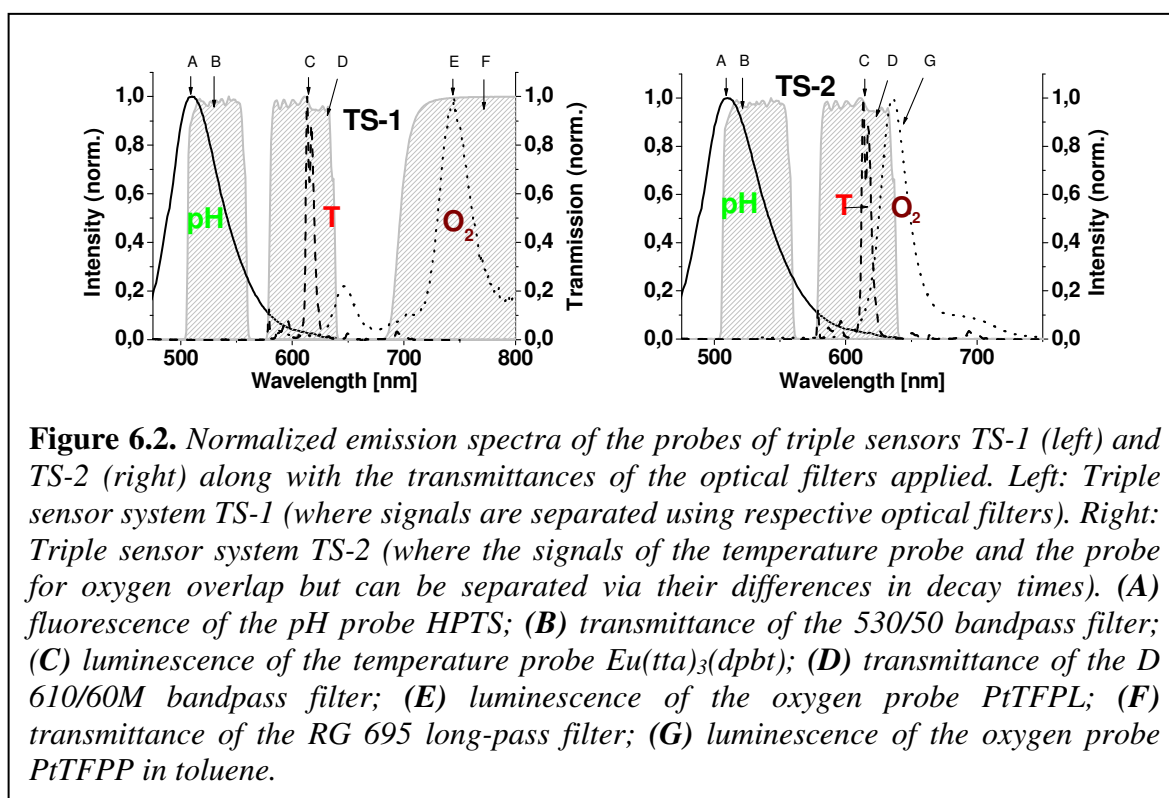 A B C D E F
A B C D G
TS-1
TS-2
1,0
0,8
0,6
0,4
0,2
0,0
Intensity (norm.)
pH
T
O2
1,0
0,8
0,6
0,4
0,2
0,0
Tranmission (norm.)
500 600 700 800
Wavelength [nm]
1,0
0,8
0,6
0,4
0,2
0,0
pH
T
O2
1,0
0,8
0,6
0,4
0,2
0,0
Intensity (norm.)
500 600 700
Wavelength [nm]
Figure 6.2. Normalized emission spectra of the probes of triple sensors TS-1 (left) and
TS-2 (right) along with the transmittances of the optical filters applied. Left: Triple
sensor system TS-1 (where signals are separated using respective optical filters). Right:
Triple sensor system TS-2 (where the signals of the temperature probe and the probe
for oxygen overlap but can be separated via their differences in decay times). (A)
fluorescence of the pH probe HPTS; (B) transmittance of the 530/50 bandpass filter;
(C) luminescence of the temperature probe Eu(tta)3(dpbt); (D) transmittance of the D
610/60M bandpass filter; (E) luminescence of the oxygen probe PtTFPL; (F)
transmittance of the RG 695 long-pass filter; (G) luminescence of the oxygen probe
PtTFPP in toluene.